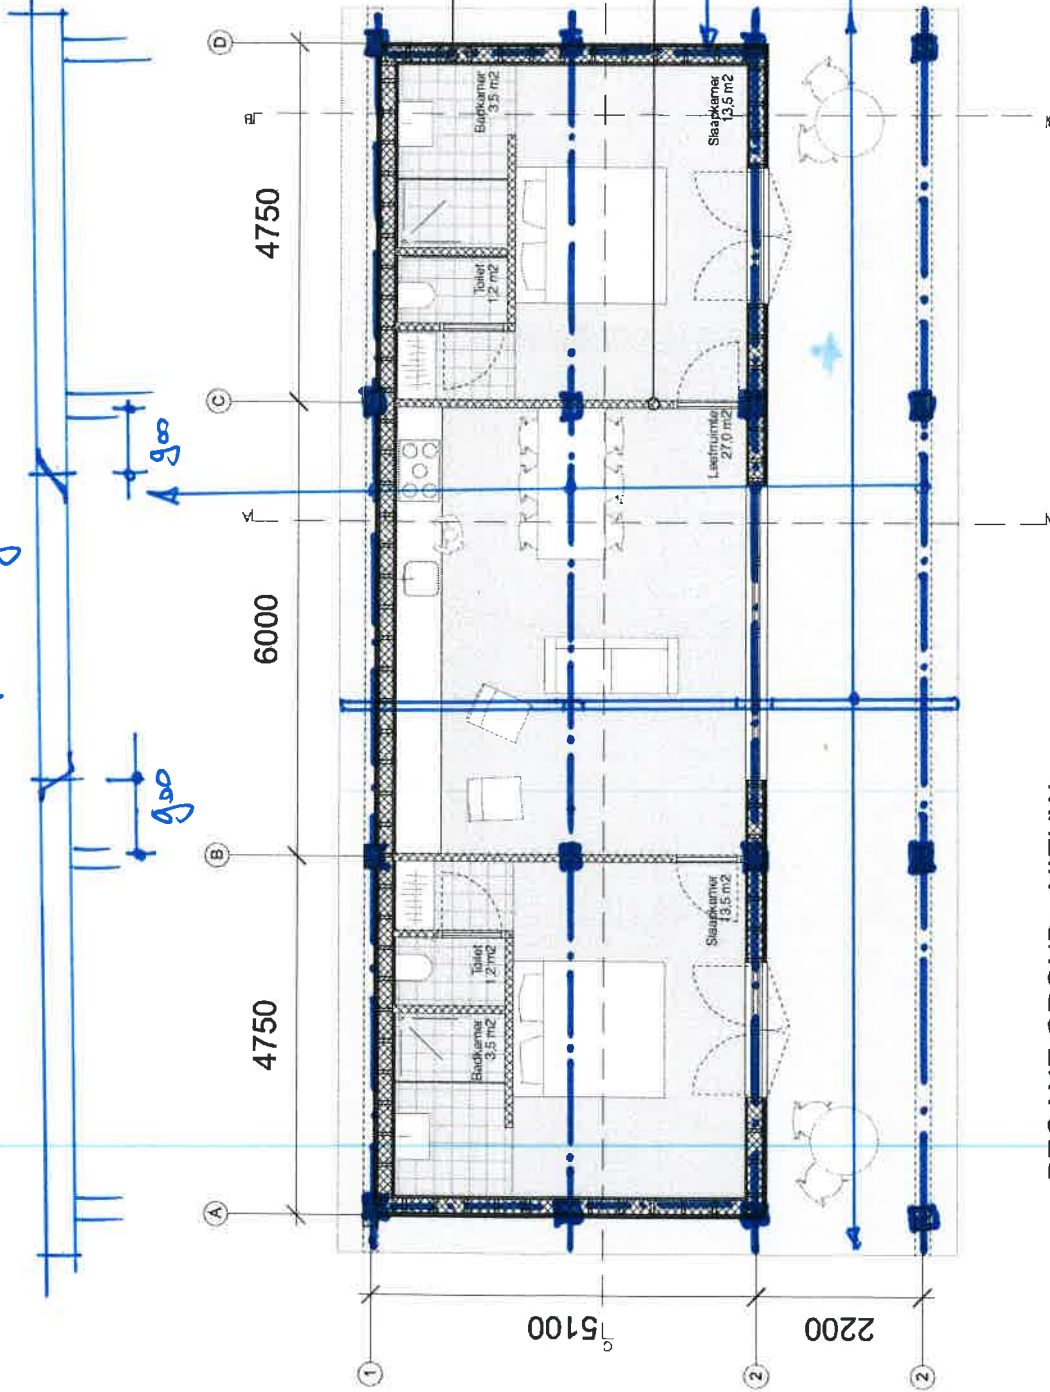 900
900
D
C
B
A
4750
6000
4750
B
A
Badkamer
3,5 m2
Toilet
1,2 m2
Slaapkamer
13,5 m2
Leefruimte
27,0 m2
Slaapkamer
13,5 m2
Toilet
1,2 m2
Badkamer
3,5 m2
5100
2200
C
1
2
2